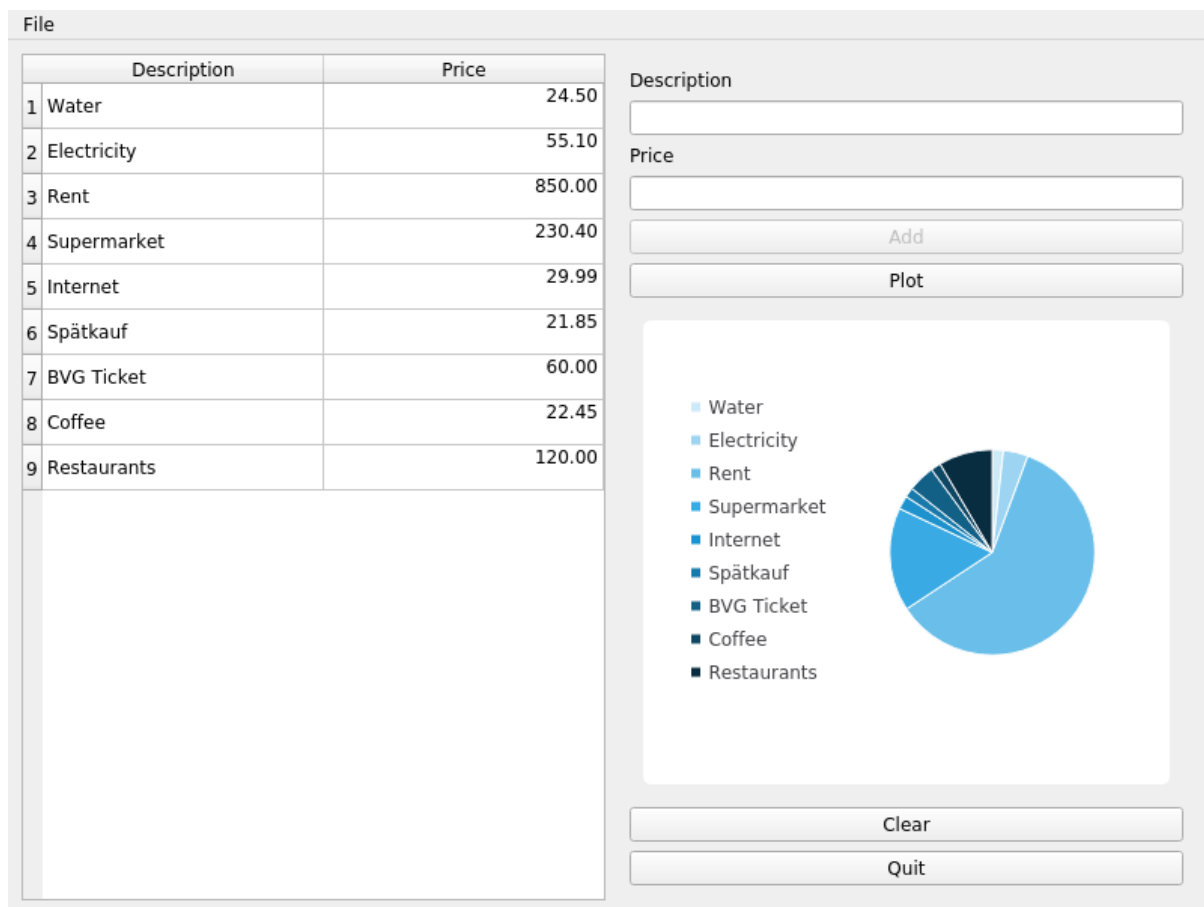 File
Description Price
1 Water 24.50
2 Electricity 55.10
3 Rent 850.00
4 Supermarket 230.40
5 Internet 29.99
6 Spätkauf 21.85
7 BVG Ticket 60.00
8 Coffee 22.45
9 Restaurants 120.00
Description
Price
Add
Plot
Water
Electricity
Rent
Supermarket
Internet
Spätkauf
BVG Ticket
Coffee
Restaurants
Clear
Quit